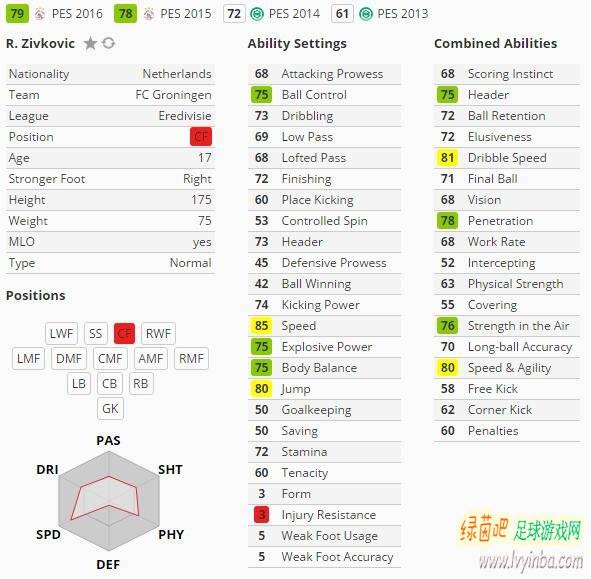 79 PES 2016 78 PES 2015 72 PES 2014 61 PES 2013
R. Zivkovic
Nationality Netherlands
Team FC Groningen
League Eredivisie
Position CF
Age 17
Stronger Foot Right
Height 175
Weight 75
MLO yes
Type Normal
Positions
LWF SS CF RWF
LMF DMF CMF AMF RMF
LB CB RB
GK
PAS
DRI SHT
SPD PHY
DEF
Ability Settings
68 Attacking Prowess
75 Ball Control
73 Dribbling
69 Low Pass
68 Lofted Pass
72 Finishing
60 Place Kicking
53 Controlled Spin
73 Header
45 Defensive Prowess
42 Ball Winning
74 Kicking Power
85 Speed
75 Explosive Power
75 Body Balance
80 Jump
50 Goalkeeping
50 Saving
72 Stamina
60 Tenacity
3 Form
3 Injury Resistance
5 Weak Foot Usage
5 Weak Foot Accuracy
Combined Abilities
68 Scoring Instinct
75 Header
72 Ball Retention
72 Elusiveness
81 Dribble Speed
71 Final Ball
68 Vision
78 Penetration
68 Work Rate
52 Intercepting
63 Physical Strength
55 Covering
76 Strength in the Air
70 Long-ball Accuracy
80 Speed & Agility
58 Free Kick
62 Corner Kick
60 Penalties
绿茵吧 足球游戏网
www.lvyinba.com